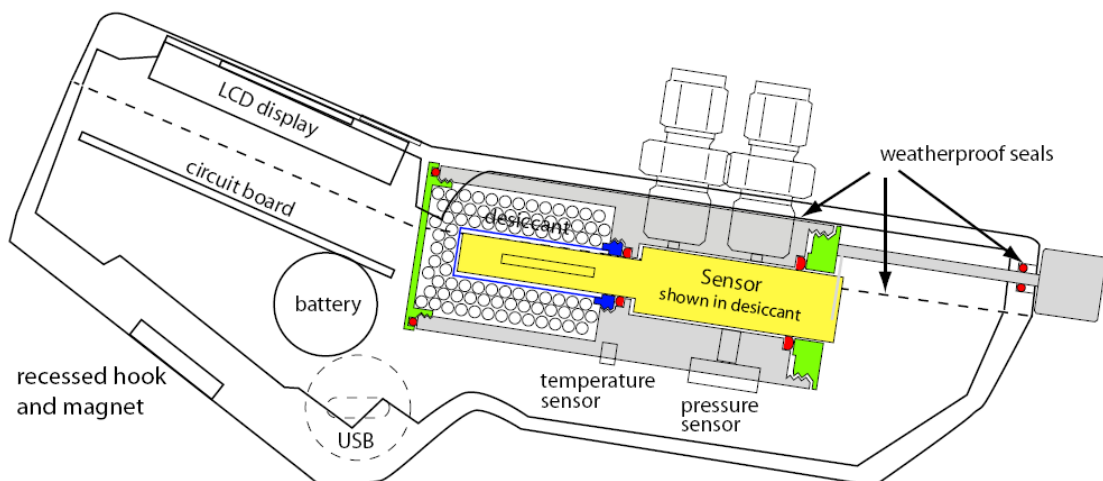 LCD display
circuit board
battery
recessed hook
and magnet
USB
desiccant
Sensor
shown in desiccant
temperature
sensor
pressure
sensor
weatherproof seals